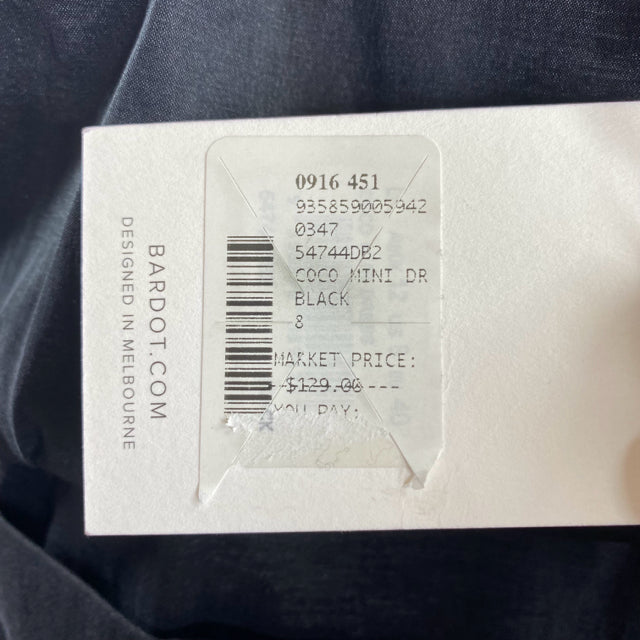 0916 451
935859005942
0347
54744DB2
COCO MINI DR
BLACK
8
MARKET PRICE:
$129.00
YOU PAY:
BARDOT.COM
DESIGNED IN MELBOURNE